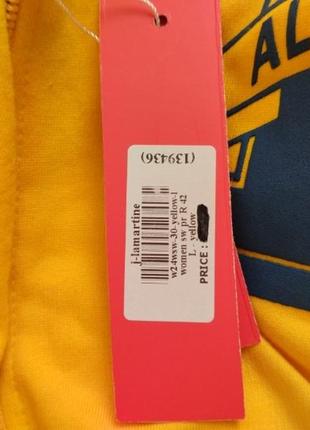 AL
(139436)
j-lamartine
w24wsw-30-yellow-l
women sw pr R 42
L - yellow
PRICE :